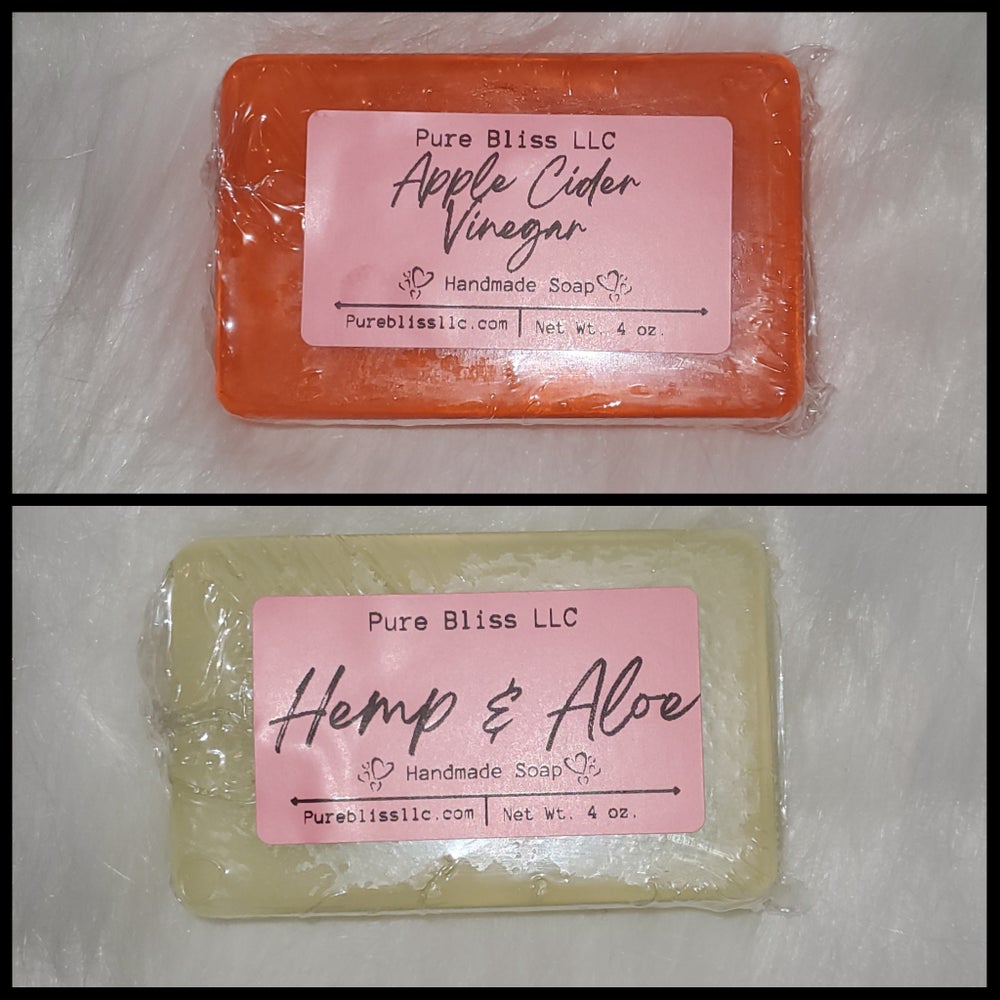 Pure Bliss LLC
Apple Cider
Vinegar
Handmade Soap
Pureblissllc.com | Net Wt. 4 oz.
Pure Bliss LLC
Hemp & Aloe
Handmade Soap
Pureblissllc.com | Net Wt. 4 oz.